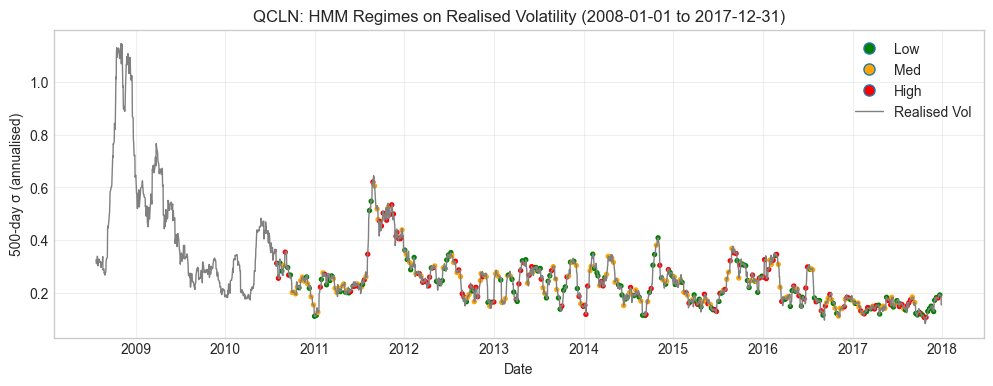 QCLN: HMM Regimes on Realised Volatility (2008-01-01 to 2017-12-31)
500-day σ (annualised)
1.0
0.8
0.6
0.4
0.2
Low
Med
High
Realised Vol
2009
2010
2011
2012
2013
2014
2015
2016
2017
2018
Date